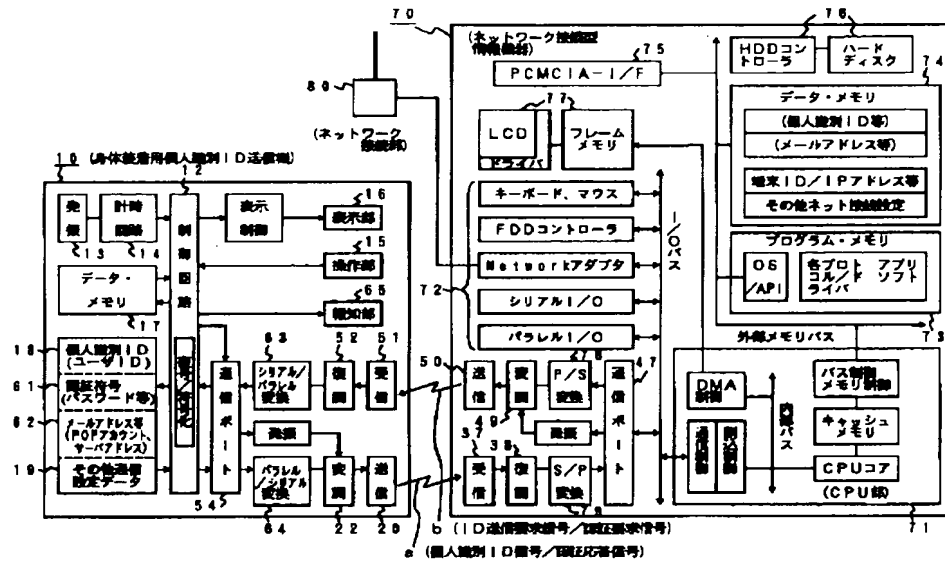 70
(ネットワーク接続型
情報機器)
75
PCMCIA-I/F
76
HDDコン
トローラ
ハード
ディスク
74
80
(ネットワーク
接続部)
77
LCD
ドライバ
フレーム
メモリ
データ・メモリ
(個人識別ID等)
(メールアドレス等)
端末ID/IPアドレス等
その他ネット接続設定
10
(身体装着用個人識別ID送信機)
12
発振
13
計時
回路
14
制御回路
表示
制御
16
表示部
15
操作部
65
報知部
データ・
メモリ
17
72
キーボード、マウス
FDDコントローラ
Networkアダプタ
シリアルI/O
パラレルI/O
I/Oバス
プログラム・メモリ
OS
/API
各プロト
コル/ド
ライバ
アプリ
ソフト
73
外部メモリバス
18
個人識別ID
(ユーザID)
61
認証符号
(パスワード等)
62
メールアドレス等
(POPアカウント、
サーバアドレス)
19
その他通信
設定データ
通信ポート
54
63
シリアル/
パラレル
変換
52
復調
51
受信
発振
パラレル
/シリアル
変換
64
変調
22
送信
20
50
送信
変調
49
P/S
変換
通信ポート
47
発振
37
受信
38
復調
S/P
変換
DMA
制御
内部バス
バス制御
メモリ制御
キャッシュ
メモリ
CPUコア
(CPU部)
71
b
(ID送信要求信号/認証要求信号)
a
(個人識別ID信号/認証応答信号)